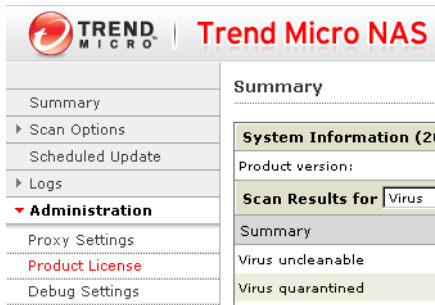 TREND MICRO
Trend Micro NAS
Summary
Scan Options
Scheduled Update
Logs
Administration
Proxy Settings
Product License
Debug Settings
Summary
System Information (20
Product version:
Scan Results for Virus
Summary
Virus uncleanable
Virus quarantined